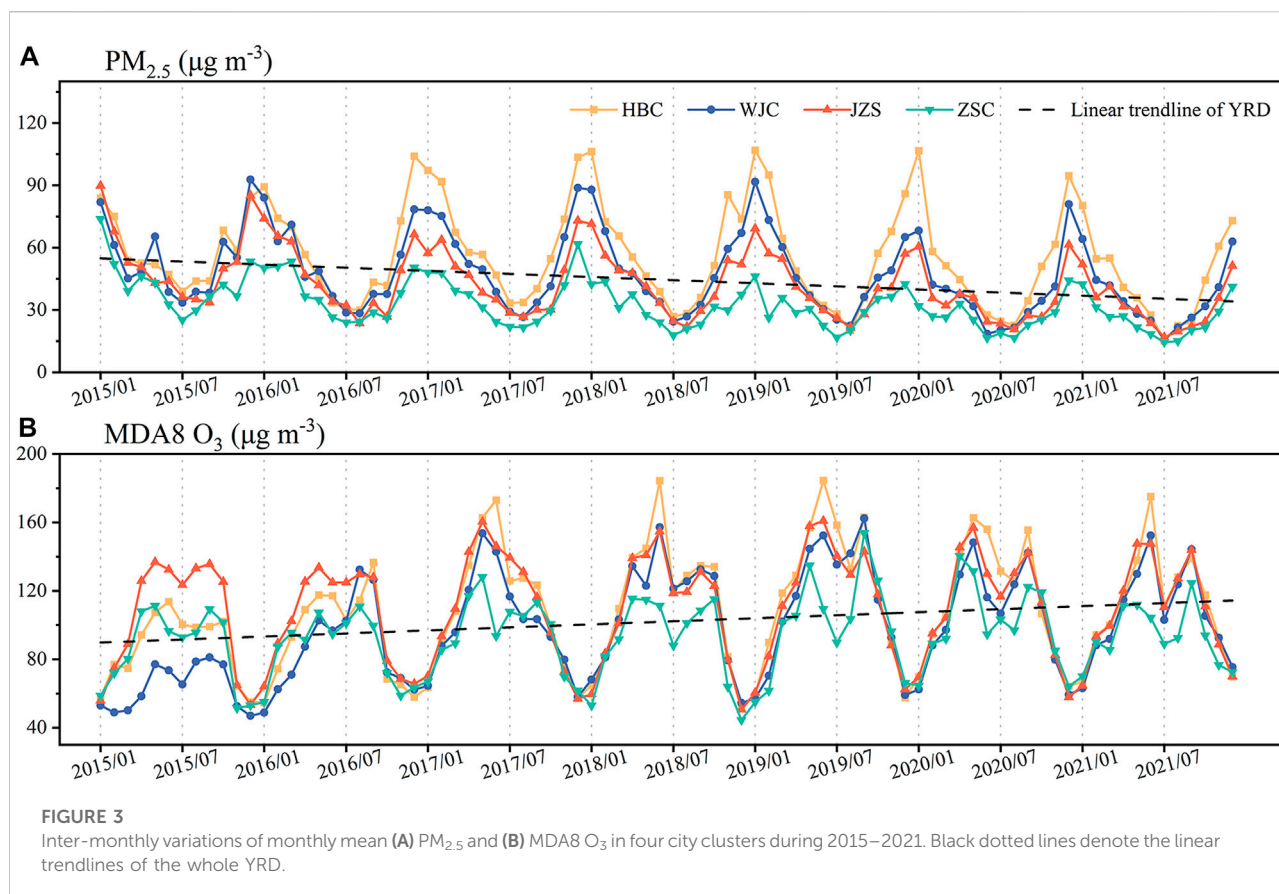 A PM₂.₅ (μg m⁻³)
HBC WJC JZS ZSC Linear trendline of YRD
120
90
60
30
0
2015/01 2015/07 2016/01 2016/07 2017/01 2017/07 2018/01 2018/07 2019/01 2019/07 2020/01 2020/07 2021/01 2021/07
B MDA8 O₃ (μg m⁻³)
200
160
120
80
40
2015/01 2015/07 2016/01 2016/07 2017/01 2017/07 2018/01 2018/07 2019/01 2019/07 2020/01 2020/07 2021/01 2021/07
FIGURE 3
Inter-monthly variations of monthly mean (A) PM₂.₅ and (B) MDA8 O₃ in four city clusters during 2015–2021. Black dotted lines denote the linear
trendlines of the whole YRD.